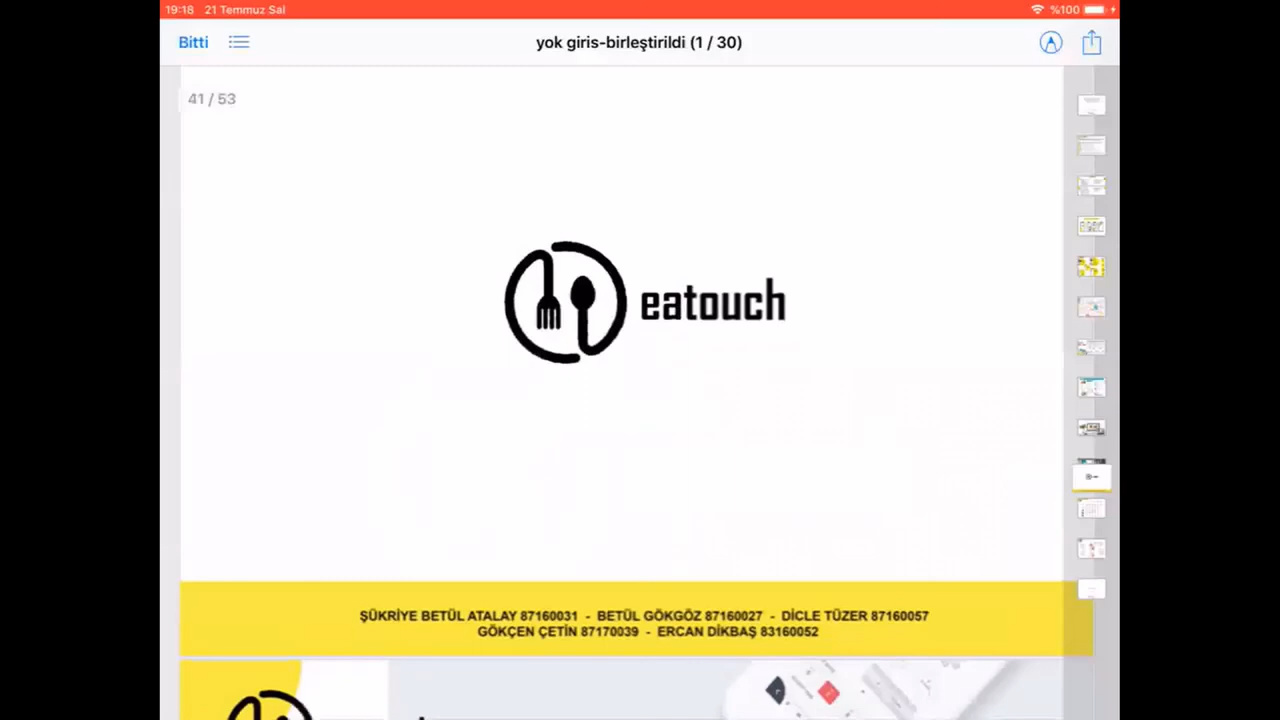 19:18 21 Temmuz Sal %100
Bitti yok giris-birleştirildi (1 / 30)
41 / 53
eatouch
ŞÜKRİYE BETÜL ATALAY 87160031 - BETÜL GÖKGÖZ 87160027 - DİCLE TÜZER 87160057
GÖKÇEN ÇETİN 87170039 - ERCAN DİKBAŞ 83160052